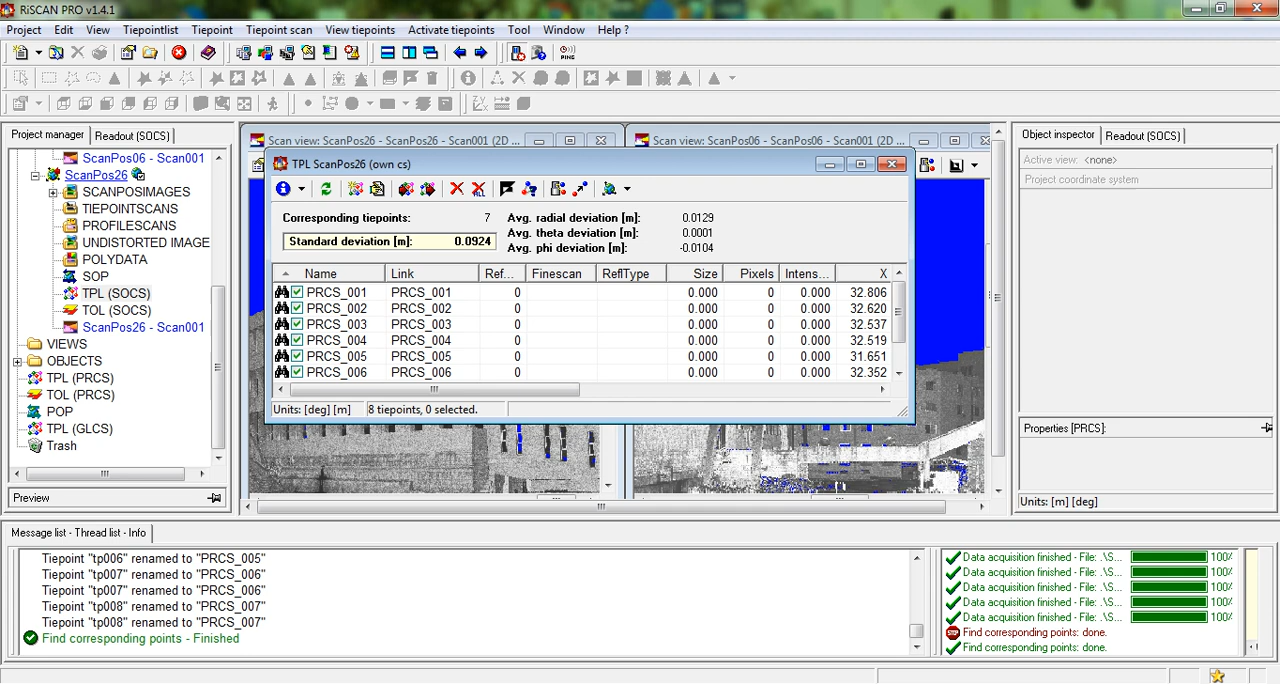 RiSCAN PRO v1.4.1
Project Edit View Tiepointlist Tiepoint Tiepoint scan View tiepoints Activate tiepoints Tool Window Help ?
PINE
Project manager Readout (SOCS)
ScanPos06 - Scan001
ScanPos26
SCANPOSIMAGES
TIEPOINTSCANS
PROFILESCANS
UNDISTORTED IMAGE
POLYDATA
SOP
TPL (SOCS)
TOL (SOCS)
ScanPos26 - Scan001
VIEWS
OBJECTS
TPL (PRCS)
TOL (PRCS)
POP
TPL (GLCS)
Trash
Preview
Scan view: ScanPos26 - ScanPos26 - Scan001 (2D ...
Scan view: ScanPos06 - ScanPos06 - Scan001 (2D ...
TPL ScanPos26 (own cs)
Corresponding tiepoints: 7 Avg. radial deviation [m]: 0.0129
Avg. theta deviation [m]: 0.0001
Standard deviation [m]: 0.0924
Avg. phi deviation [m]: -0.0104
Name Link Ref... Finescan ReflType Size Pixels Intens... X
PRCS_001 PRCS_001 0 0.000 0 0.000 32.806
PRCS_002 PRCS_002 0 0.000 0 0.000 32.620
PRCS_003 PRCS_003 0 0.000 0 0.000 32.537
PRCS_004 PRCS_004 0 0.000 0 0.000 32.519
PRCS_005 PRCS_005 0 0.000 0 0.000 31.651
PRCS_006 PRCS_006 0 0.000 0 0.000 32.352
Units: [deg] [m] 8 tiepoints, 0 selected.
Object inspector Readout (SOCS)
Active view: <none>
Project coordinate system
Properties [PRCS]:
Units: [m] [deg]
Message list - Thread list - Info
Tiepoint "tp006" renamed to "PRCS_005"
Tiepoint "tp007" renamed to "PRCS_006"
Tiepoint "tp007" renamed to "PRCS_006"
Tiepoint "tp008" renamed to "PRCS_007"
Tiepoint "tp008" renamed to "PRCS_007"
Find corresponding points - Finished
Data acquisition finished - File: .\S... 100%
Data acquisition finished - File: .\S... 100%
Data acquisition finished - File: .\S... 100%
Data acquisition finished - File: .\S... 100%
Data acquisition finished - File: .\S... 100%
STOP Find corresponding points: done.
Find corresponding points: done.